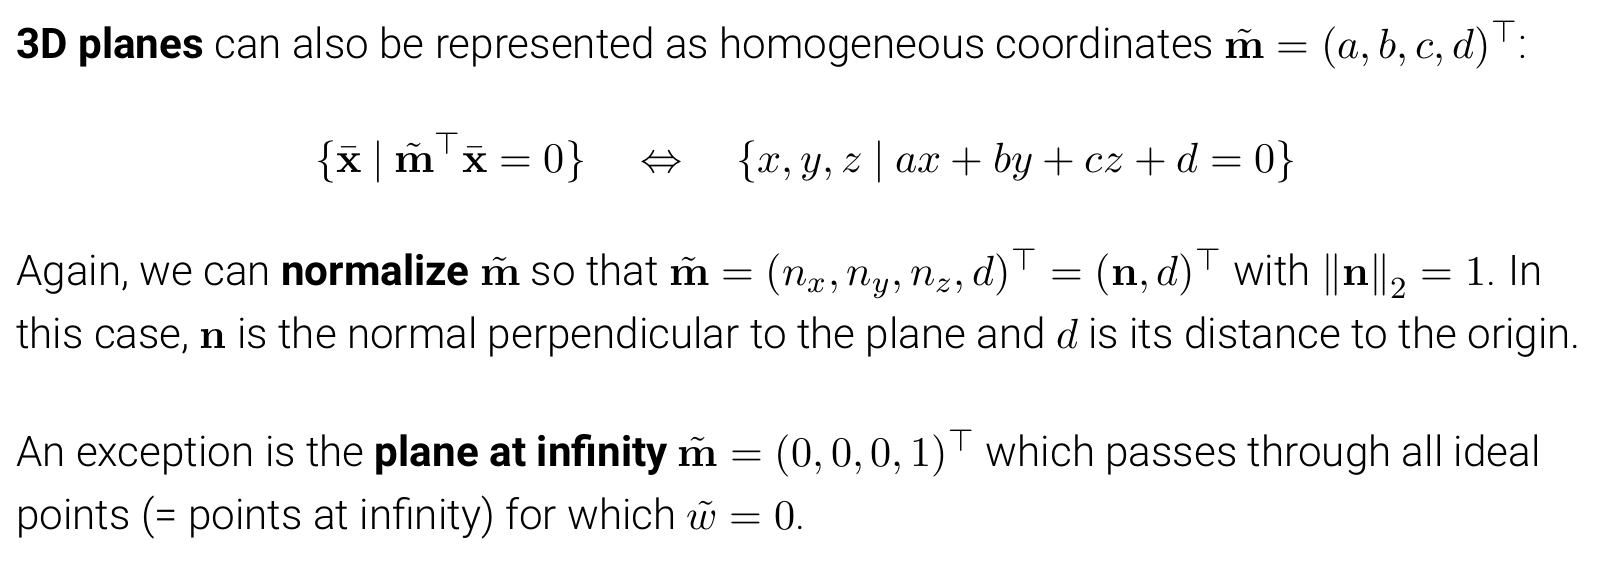 3D planes can also be represented as homogeneous coordinates m̃ = (a, b, c, d)⊤:
{x̄ | m̃⊤x̄ = 0} ⇔ {x, y, z | ax + by + cz + d = 0}
Again, we can normalize m̃ so that m̃ = (nₓ, n_y, n_z, d)⊤ = (n, d)⊤ with ‖n‖₂ = 1. In
this case, n is the normal perpendicular to the plane and d is its distance to the origin.
An exception is the plane at infinity m̃ = (0, 0, 0, 1)⊤ which passes through all ideal
points (= points at infinity) for which w̃ = 0.